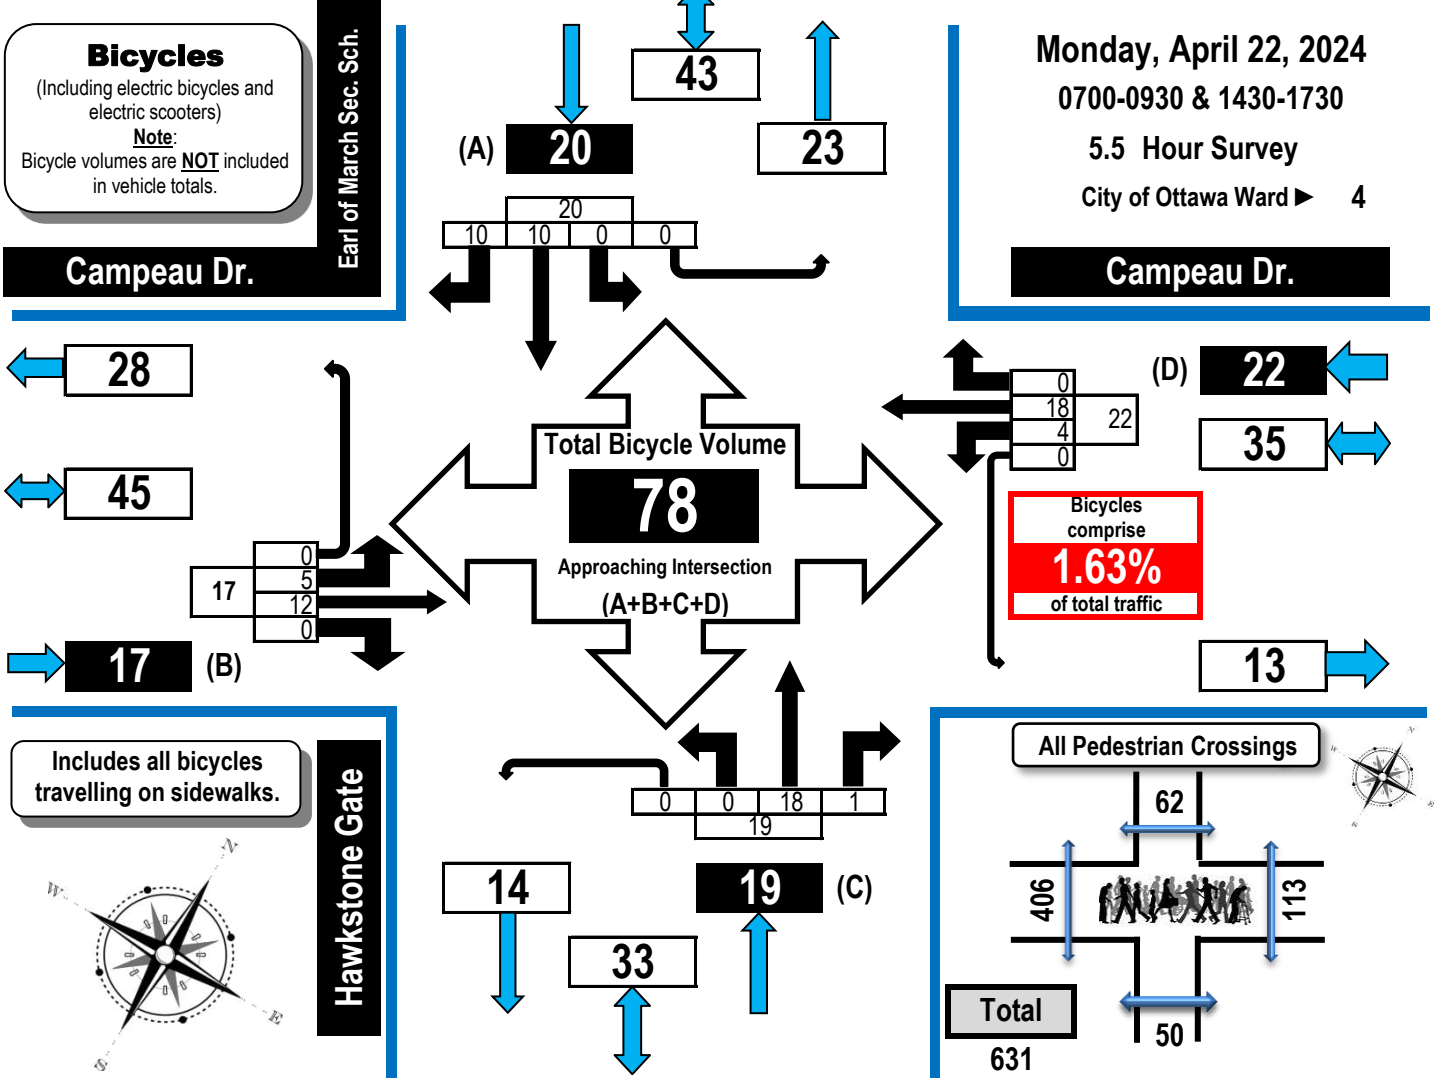 Bicycles
(Including electric bicycles and
electric scooters)
Note:
Bicycle volumes are NOT included
in vehicle totals.
Earl of March Sec. Sch.
Campeau Dr.
43
(A)
20
23
20
10 10 0 0
Monday, April 22, 2024
0700-0930 & 1430-1730
5.5 Hour Survey
City of Ottawa Ward ► 4
Campeau Dr.
28
45
0
5
12
0
17
17
(B)
Total Bicycle Volume
78
Approaching Intersection
(A+B+C+D)
0
18
4
0
22
(D)
22
35
Bicycles
comprise
1.63%
of total traffic
13
Includes all bicycles
travelling on sidewalks.
N
W
E
S
Hawkstone Gate
0 0 18 1
19
14
19
(C)
33
All Pedestrian Crossings
N
W
E
S
62
406
113
50
Total
631